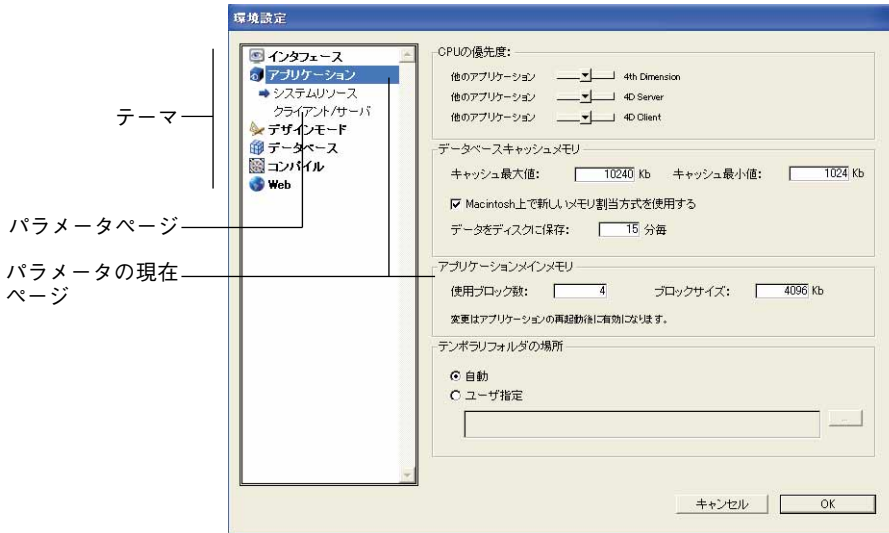 環境設定
インタフェース
アプリケーション
システムリソース
クライアント/サーバ
デザインモード
データベース
コンパイル
Web
テーマ
パラメータページ
パラメータの現在
ページ
CPUの優先度:
他のアプリケーション 4th Dimension
他のアプリケーション 4D Server
他のアプリケーション 4D Client
データベースキャッシュメモリ
キャッシュ最大値: 10240 Kb キャッシュ最小値: 1024 Kb
Macintosh上で新しいメモリ割当方式を使用する
データをディスクに保存: 15 分毎
アプリケーションメインメモリ
使用ブロック数: 4 ブロックサイズ: 4096 Kb
変更はアプリケーションの再起動後に有効になります。
テンポラリフォルダの場所
自動
ユーザ指定
...
キャンセル OK